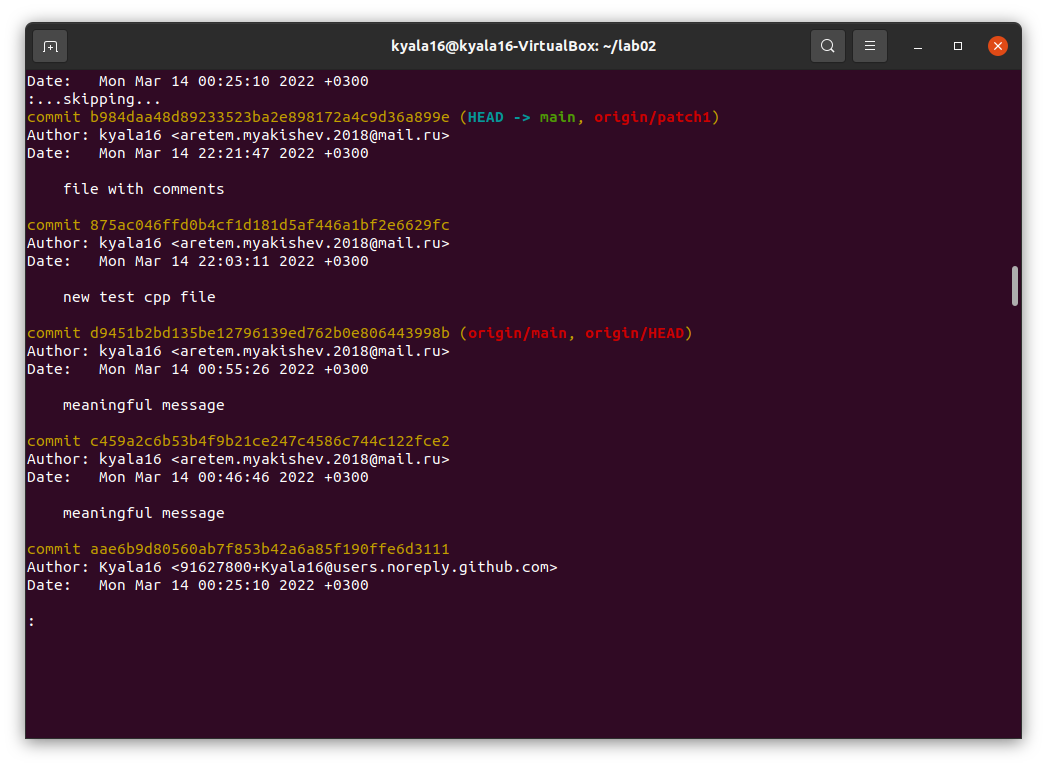 kyala16@kyala16-VirtualBox: ~/lab02
Date:   Mon Mar 14 00:25:10 2022 +0300
:...skipping...
commit b984daa48d89233523ba2e898172a4c9d36a899e (HEAD -> main, origin/patch1)
Author: kyala16 <aretem.myakishev.2018@mail.ru>
Date:   Mon Mar 14 22:21:47 2022 +0300
    file with comments
commit 875ac046ffd0b4cf1d181d5af446a1bf2e6629fc
Author: kyala16 <aretem.myakishev.2018@mail.ru>
Date:   Mon Mar 14 22:03:11 2022 +0300
    new test cpp file
commit d9451b2bd135be12796139ed762b0e806443998b (origin/main, origin/HEAD)
Author: kyala16 <aretem.myakishev.2018@mail.ru>
Date:   Mon Mar 14 00:55:26 2022 +0300
    meaningful message
commit c459a2c6b53b4f9b21ce247c4586c744c122fce2
Author: kyala16 <aretem.myakishev.2018@mail.ru>
Date:   Mon Mar 14 00:46:46 2022 +0300
    meaningful message
commit aae6b9d80560ab7f853b42a6a85f190ffe6d3111
Author: Kyala16 <91627800+Kyala16@users.noreply.github.com>
Date:   Mon Mar 14 00:25:10 2022 +0300
: